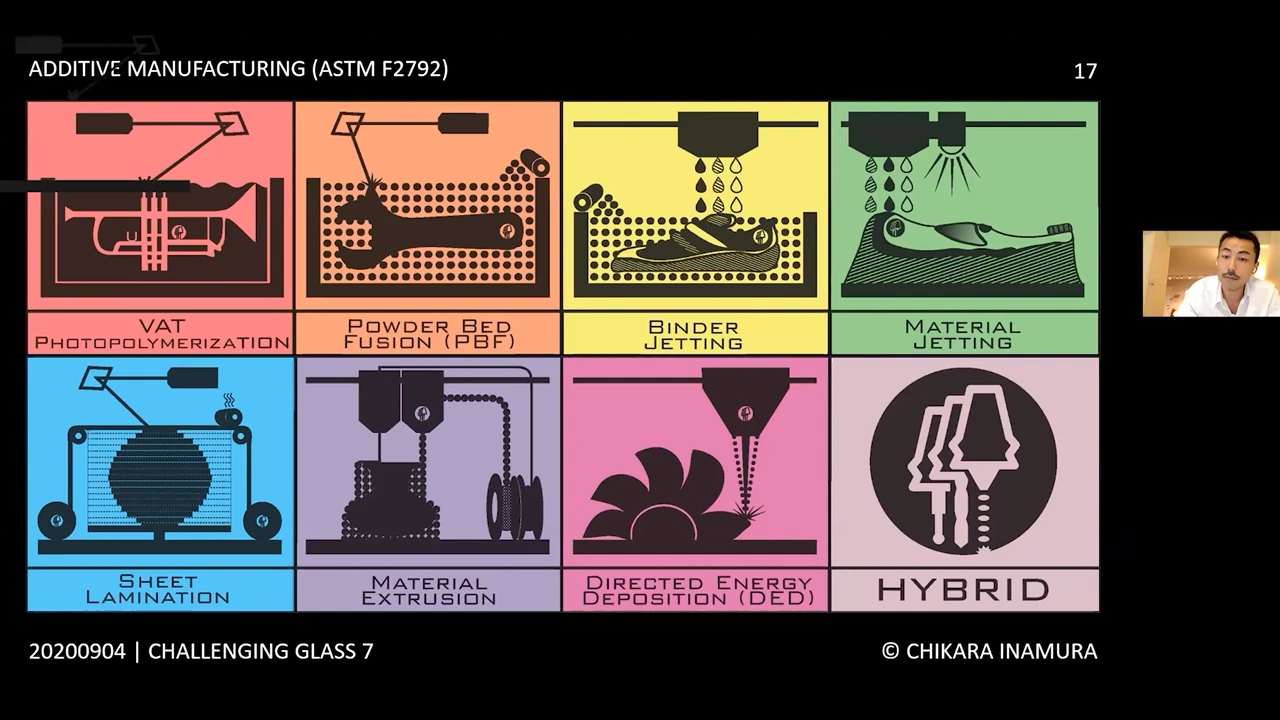 ADDITIVE MANUFACTURING (ASTM F2792)
17
VAT
PHOTOPOLYMERIZATION
POWDER BED
FUSION (PBF)
BINDER
JETTING
MATERIAL
JETTING
SHEET
LAMINATION
MATERIAL
EXTRUSION
DIRECTED ENERGY
DEPOSITION (DED)
HYBRID
20200904 | CHALLENGING GLASS 7
© CHIKARA INAMURA